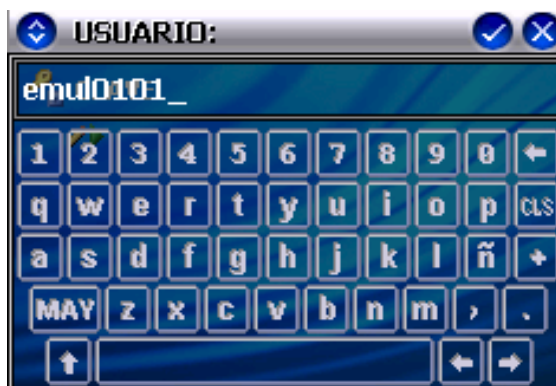 USUARIO:
emul0101_
1 2 3 4 5 6 7 8 9 0
q w e r t y u i o p CLS
a s d f g h j k l ñ +
MAY z x c v b n m , .